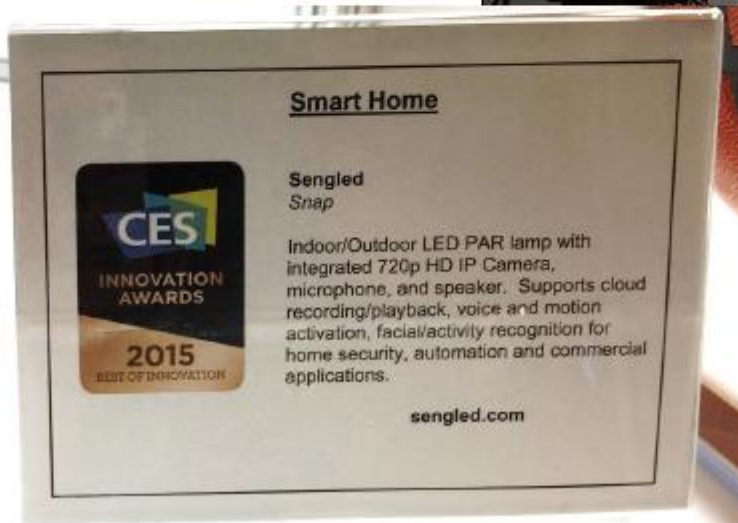 Smart Home
CES
INNOVATION
AWARDS
2015
BEST OF INNOVATION
Sengled
Snap
Indoor/Outdoor LED PAR lamp with
integrated 720p HD IP Camera,
microphone, and speaker. Supports cloud
recording/playback, voice and motion
activation, facial/activity recognition for
home security, automation and commercial
applications.
sengled.com